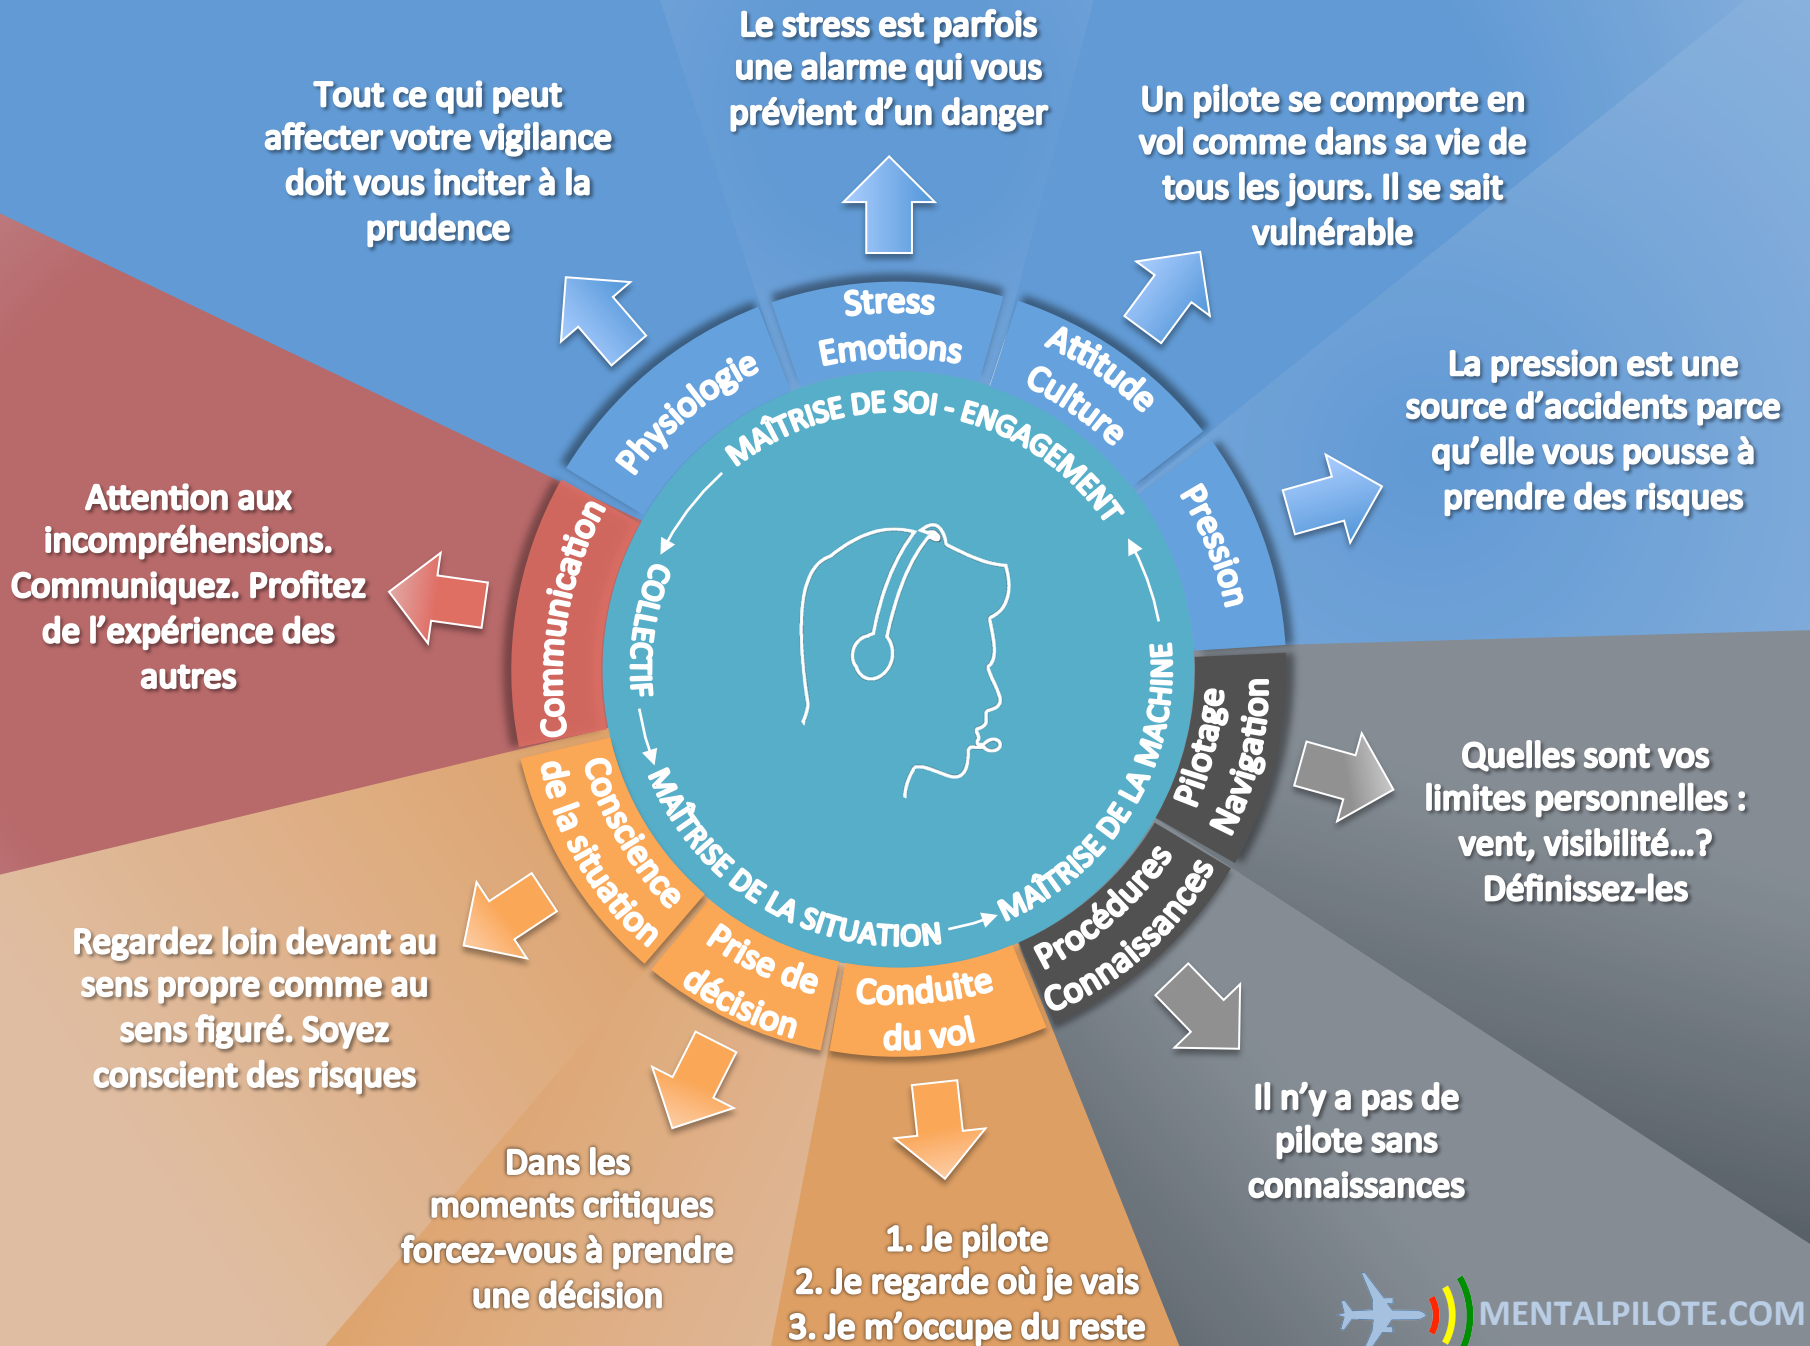 Le stress est parfois
une alarme qui vous
prévient d’un danger
Tout ce qui peut
affecter votre vigilance
doit vous inciter à la
prudence
Un pilote se comporte en
vol comme dans sa vie de
tous les jours. Il se sait
vulnérable
La pression est une
source d’accidents parce
qu’elle vous pousse à
prendre des risques
Attention aux
incompréhensions.
Communiquez. Profitez
de l’expérience des
autres
Physiologie
Stress
Emotions
Attitude
Culture
Pression
Communication
Pilotage
Navigation
Procédures
Connaissances
Conscience
de la situation
Prise de
décision
Conduite
du vol
MAÎTRISE DE SOI - ENGAGEMENT
COLLECTIF
MAÎTRISE DE LA SITUATION
MAÎTRISE DE LA MACHINE
Quelles sont vos
limites personnelles :
vent, visibilité...?
Définissez-les
Regardez loin devant au
sens propre comme au
sens figuré. Soyez
conscient des risques
Il n’y a pas de
pilote sans
connaissances
Dans les
moments critiques
forcez-vous à prendre
une décision
1. Je pilote
2. Je regarde où je vais
3. Je m’occupe du reste
MENTALPILOTE.COM